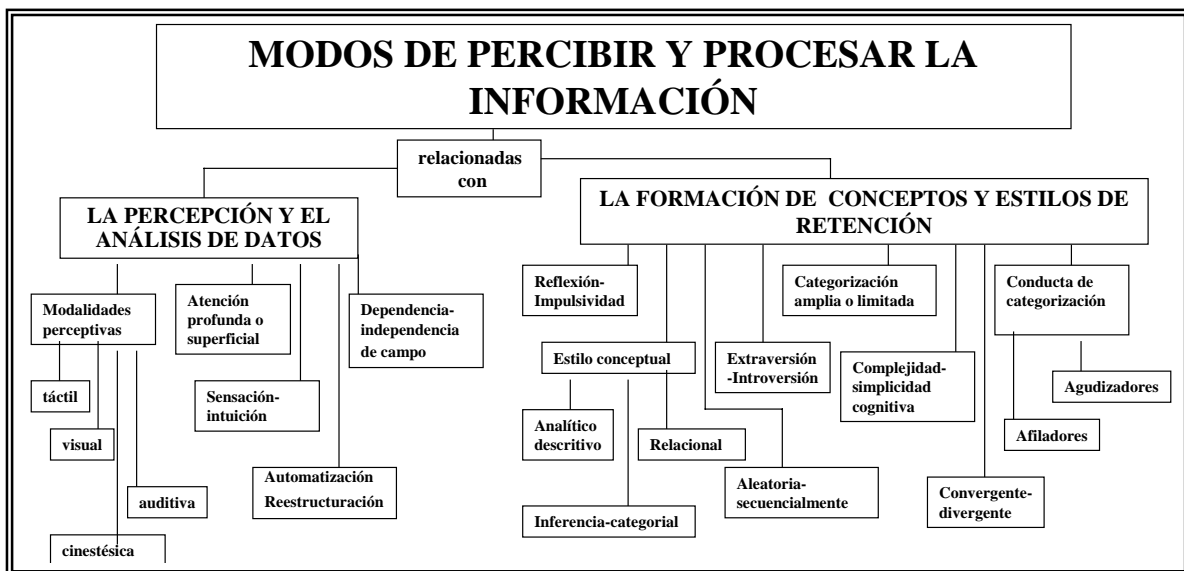 MODOS DE PERCIBIR Y PROCESAR LA
INFORMACIÓN
relacionadas
con
LA PERCEPCIÓN Y EL
ANÁLISIS DE DATOS
Modalidades
perceptivas
táctil
visual
auditiva
cinestésica
Atención
profunda o
superficial
Sensación-
intuición
Automatización
Reestructuración
Dependencia-
independencia
de campo
LA FORMACIÓN DE CONCEPTOS Y ESTILOS DE
RETENCIÓN
Reflexión-
Impulsividad
Estilo conceptual
Analítico
descritivo
Inferencia-categorial
Relacional
Aleatoria-
secuencialmente
Extraversión
-Introversión
Categorización
amplia o limitada
Complejidad-
simplicidad
cognitiva
Convergente-
divergente
Conducta de
categorización
Afiladores
Agudizadores